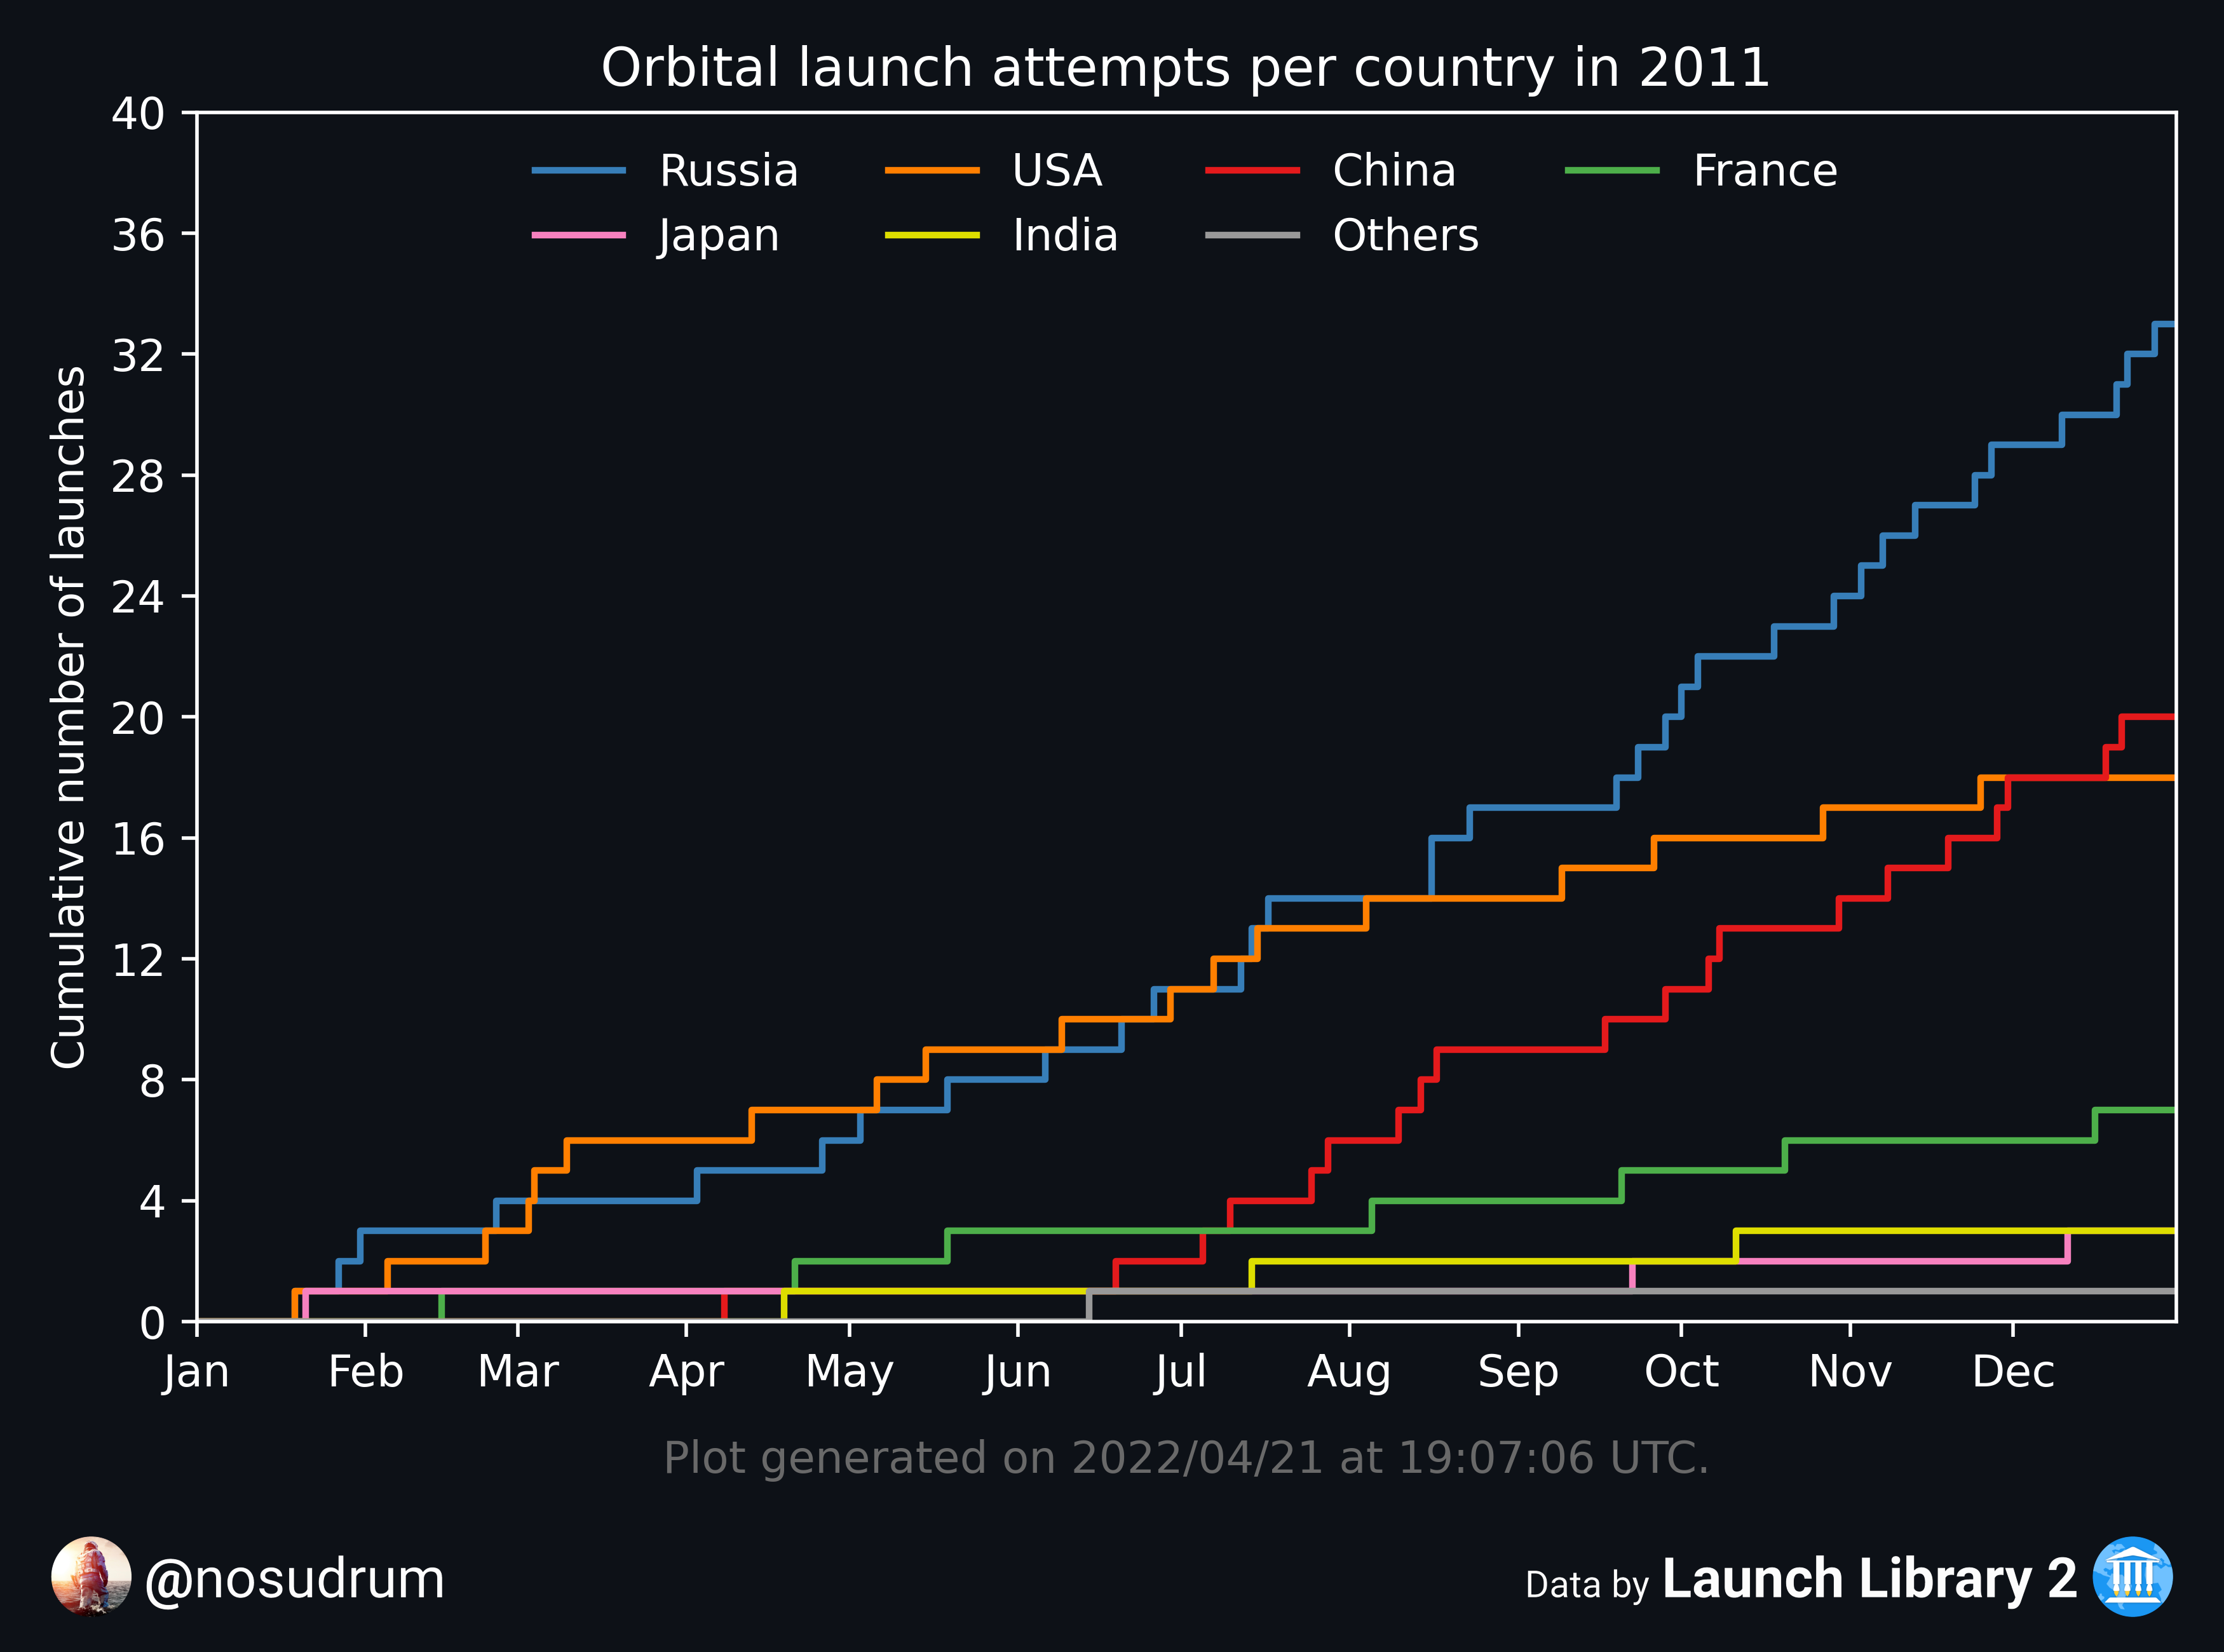 Orbital launch attempts per country in 2011
Russia USA China France
Japan India Others
Cumulative number of launches
40
36
32
28
24
20
16
12
8
4
0
Jan Feb Mar Apr May Jun Jul Aug Sep Oct Nov Dec
Plot generated on 2022/04/21 at 19:07:06 UTC.
@nosudrum
Data by Launch Library 2